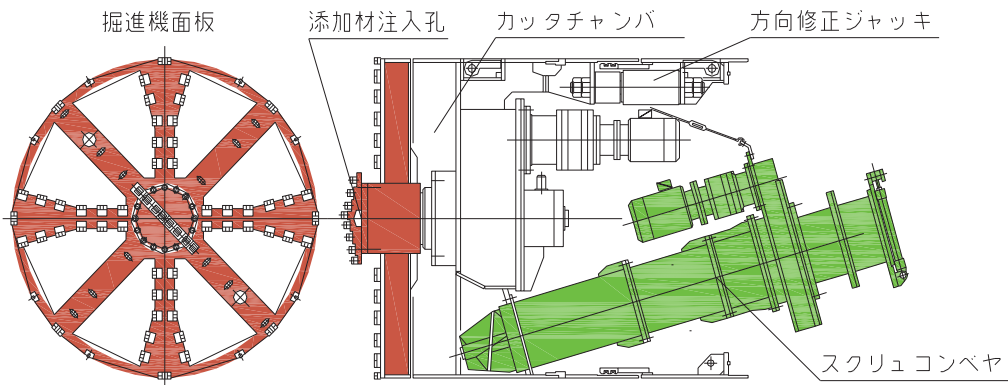 掘進機面板
添加材注入孔
カッタチャンバ
方向修正ジャッキ
スクリュコンベヤ